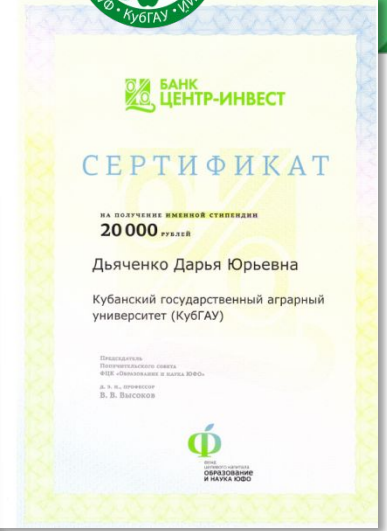 КубГАУ
БАНК
ЦЕНТР-ИНВЕСТ
СЕРТИФИКАТ
НА ПОЛУЧЕНИЕ ИМЕННОЙ СТИПЕНДИИ
20 000 РУБЛЕЙ
Дьяченко Дарья Юрьевна
Кубанский государственный аграрный
университет (КубГАУ)
Председатель
Попечительского совета
ФЦК «Образование и наука ЮФО»
д. э. н., профессор
В. В. Высоков
ФОНД
ЦЕЛЕВОГО КАПИТАЛА
ОБРАЗОВАНИЕ
И НАУКА ЮФО